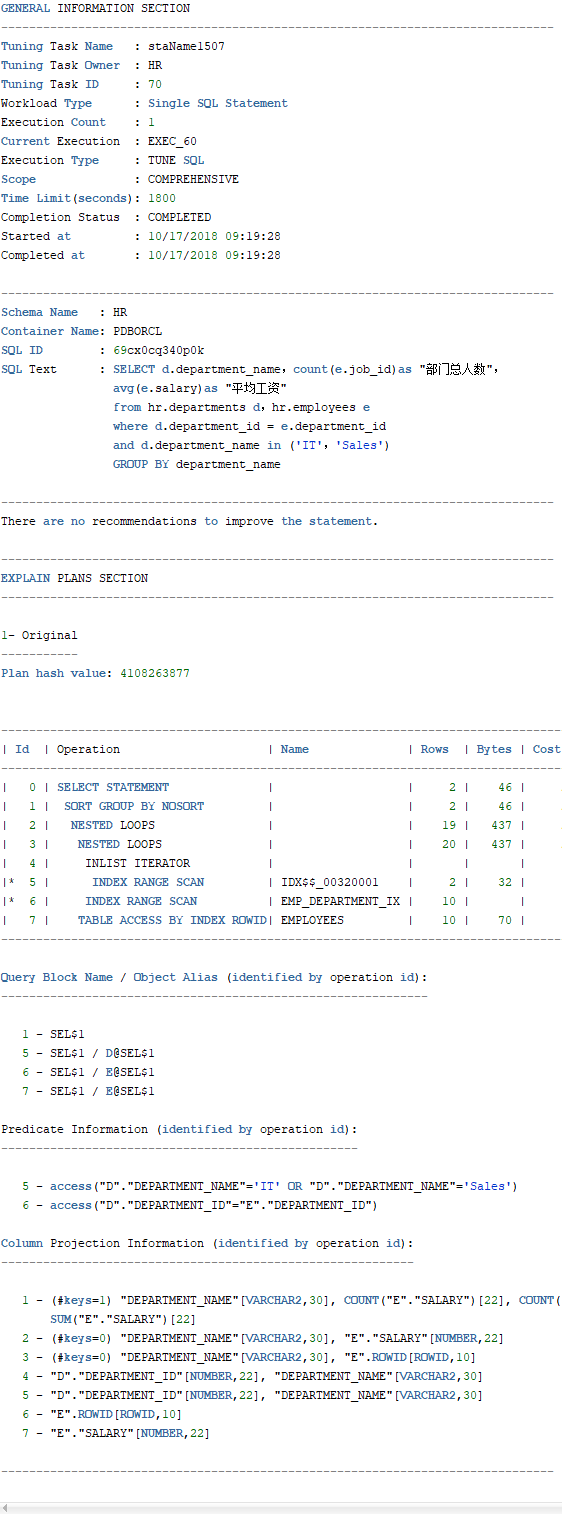 GENERAL INFORMATION SECTION
-------------------------------------------------------------------------------
Tuning Task Name   : staName1507
Tuning Task Owner  : HR
Tuning Task ID     : 70
Workload Type      : Single SQL Statement
Execution Count    : 1
Current Execution  : EXEC_60
Execution Type     : TUNE SQL
Scope              : COMPREHENSIVE
Time Limit(seconds): 1800
Completion Status  : COMPLETED
Started at         : 10/17/2018 09:19:28
Completed at       : 10/17/2018 09:19:28

-------------------------------------------------------------------------------
Schema Name   : HR
Container Name: PDBORCL
SQL ID        : 69cx0cq340p0k
SQL Text      : SELECT d.department_name，count(e.job_id)as "部门总人数"，
                avg(e.salary)as "平均工资"
                from hr.departments d，hr.employees e
                where d.department_id = e.department_id
                and d.department_name in ('IT'，'Sales')
                GROUP BY department_name

-------------------------------------------------------------------------------
There are no recommendations to improve the statement.

-------------------------------------------------------------------------------
EXPLAIN PLANS SECTION
-------------------------------------------------------------------------------

1- Original
-----------
Plan hash value: 4108263877


--------------------------------------------------------------------------------
| Id  | Operation                     | Name              | Rows  | Bytes | Cost
--------------------------------------------------------------------------------
|   0 | SELECT STATEMENT              |                   |     2 |    46 |
|   1 |  SORT GROUP BY NOSORT         |                   |     2 |    46 |
|   2 |   NESTED LOOPS                |                   |    19 |   437 |
|   3 |    NESTED LOOPS               |                   |    20 |   437 |
|   4 |     INLIST ITERATOR           |                   |       |       |
|*  5 |      INDEX RANGE SCAN         | IDX$$_00320001    |     2 |    32 |
|*  6 |     INDEX RANGE SCAN          | EMP_DEPARTMENT_IX |    10 |       |
|   7 |    TABLE ACCESS BY INDEX ROWID| EMPLOYEES         |    10 |    70 |
--------------------------------------------------------------------------------

Query Block Name / Object Alias (identified by operation id):
-------------------------------------------------------------

   1 - SEL$1
   5 - SEL$1 / D@SEL$1
   6 - SEL$1 / E@SEL$1
   7 - SEL$1 / E@SEL$1

Predicate Information (identified by operation id):
---------------------------------------------------

   5 - access("D"."DEPARTMENT_NAME"='IT' OR "D"."DEPARTMENT_NAME"='Sales')
   6 - access("D"."DEPARTMENT_ID"="E"."DEPARTMENT_ID")

Column Projection Information (identified by operation id):
-----------------------------------------------------------

   1 - (#keys=1) "DEPARTMENT_NAME"[VARCHAR2,30], COUNT("E"."SALARY")[22], COUNT(
       SUM("E"."SALARY")[22]
   2 - (#keys=0) "DEPARTMENT_NAME"[VARCHAR2,30], "E"."SALARY"[NUMBER,22]
   3 - (#keys=0) "DEPARTMENT_NAME"[VARCHAR2,30], "E".ROWID[ROWID,10]
   4 - "D"."DEPARTMENT_ID"[NUMBER,22], "DEPARTMENT_NAME"[VARCHAR2,30]
   5 - "D"."DEPARTMENT_ID"[NUMBER,22], "DEPARTMENT_NAME"[VARCHAR2,30]
   6 - "E".ROWID[ROWID,10]
   7 - "E"."SALARY"[NUMBER,22]

-------------------------------------------------------------------------------